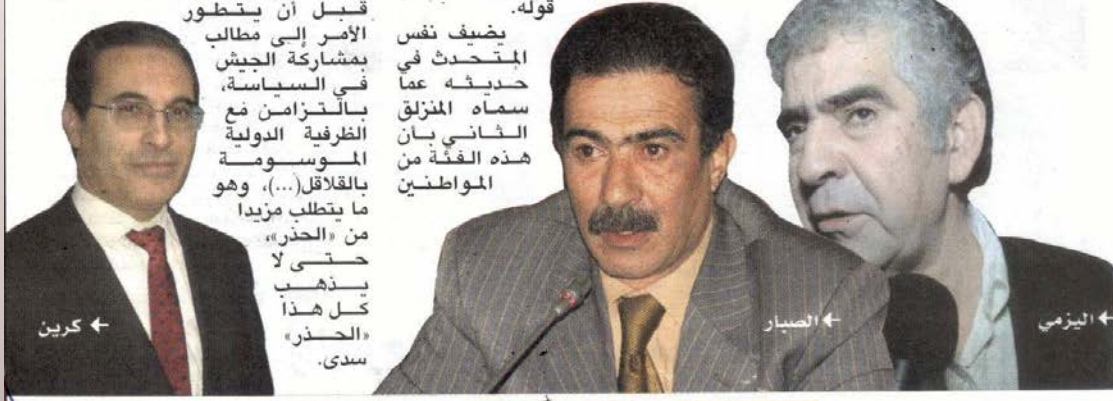 قوله.
يضيف نفس
المتحدث في
حديثه عما
سماه المنزلق
الثاني بأن
هذه الفئة من
المواطنين
قبل أن يتطور
الأمر إلى مطالب
بمشاركة الجيش
في السياسة،
بالتزامن مع
الظرفية الدولية
الموسومة
بالقلاقل(...)، وهو
ما يتطلب مزيدا
من «الحذر»،
حتى لا
يذهب
كل هذا
«الحذر»
سدى.
اليزمي
الصبار
كرين